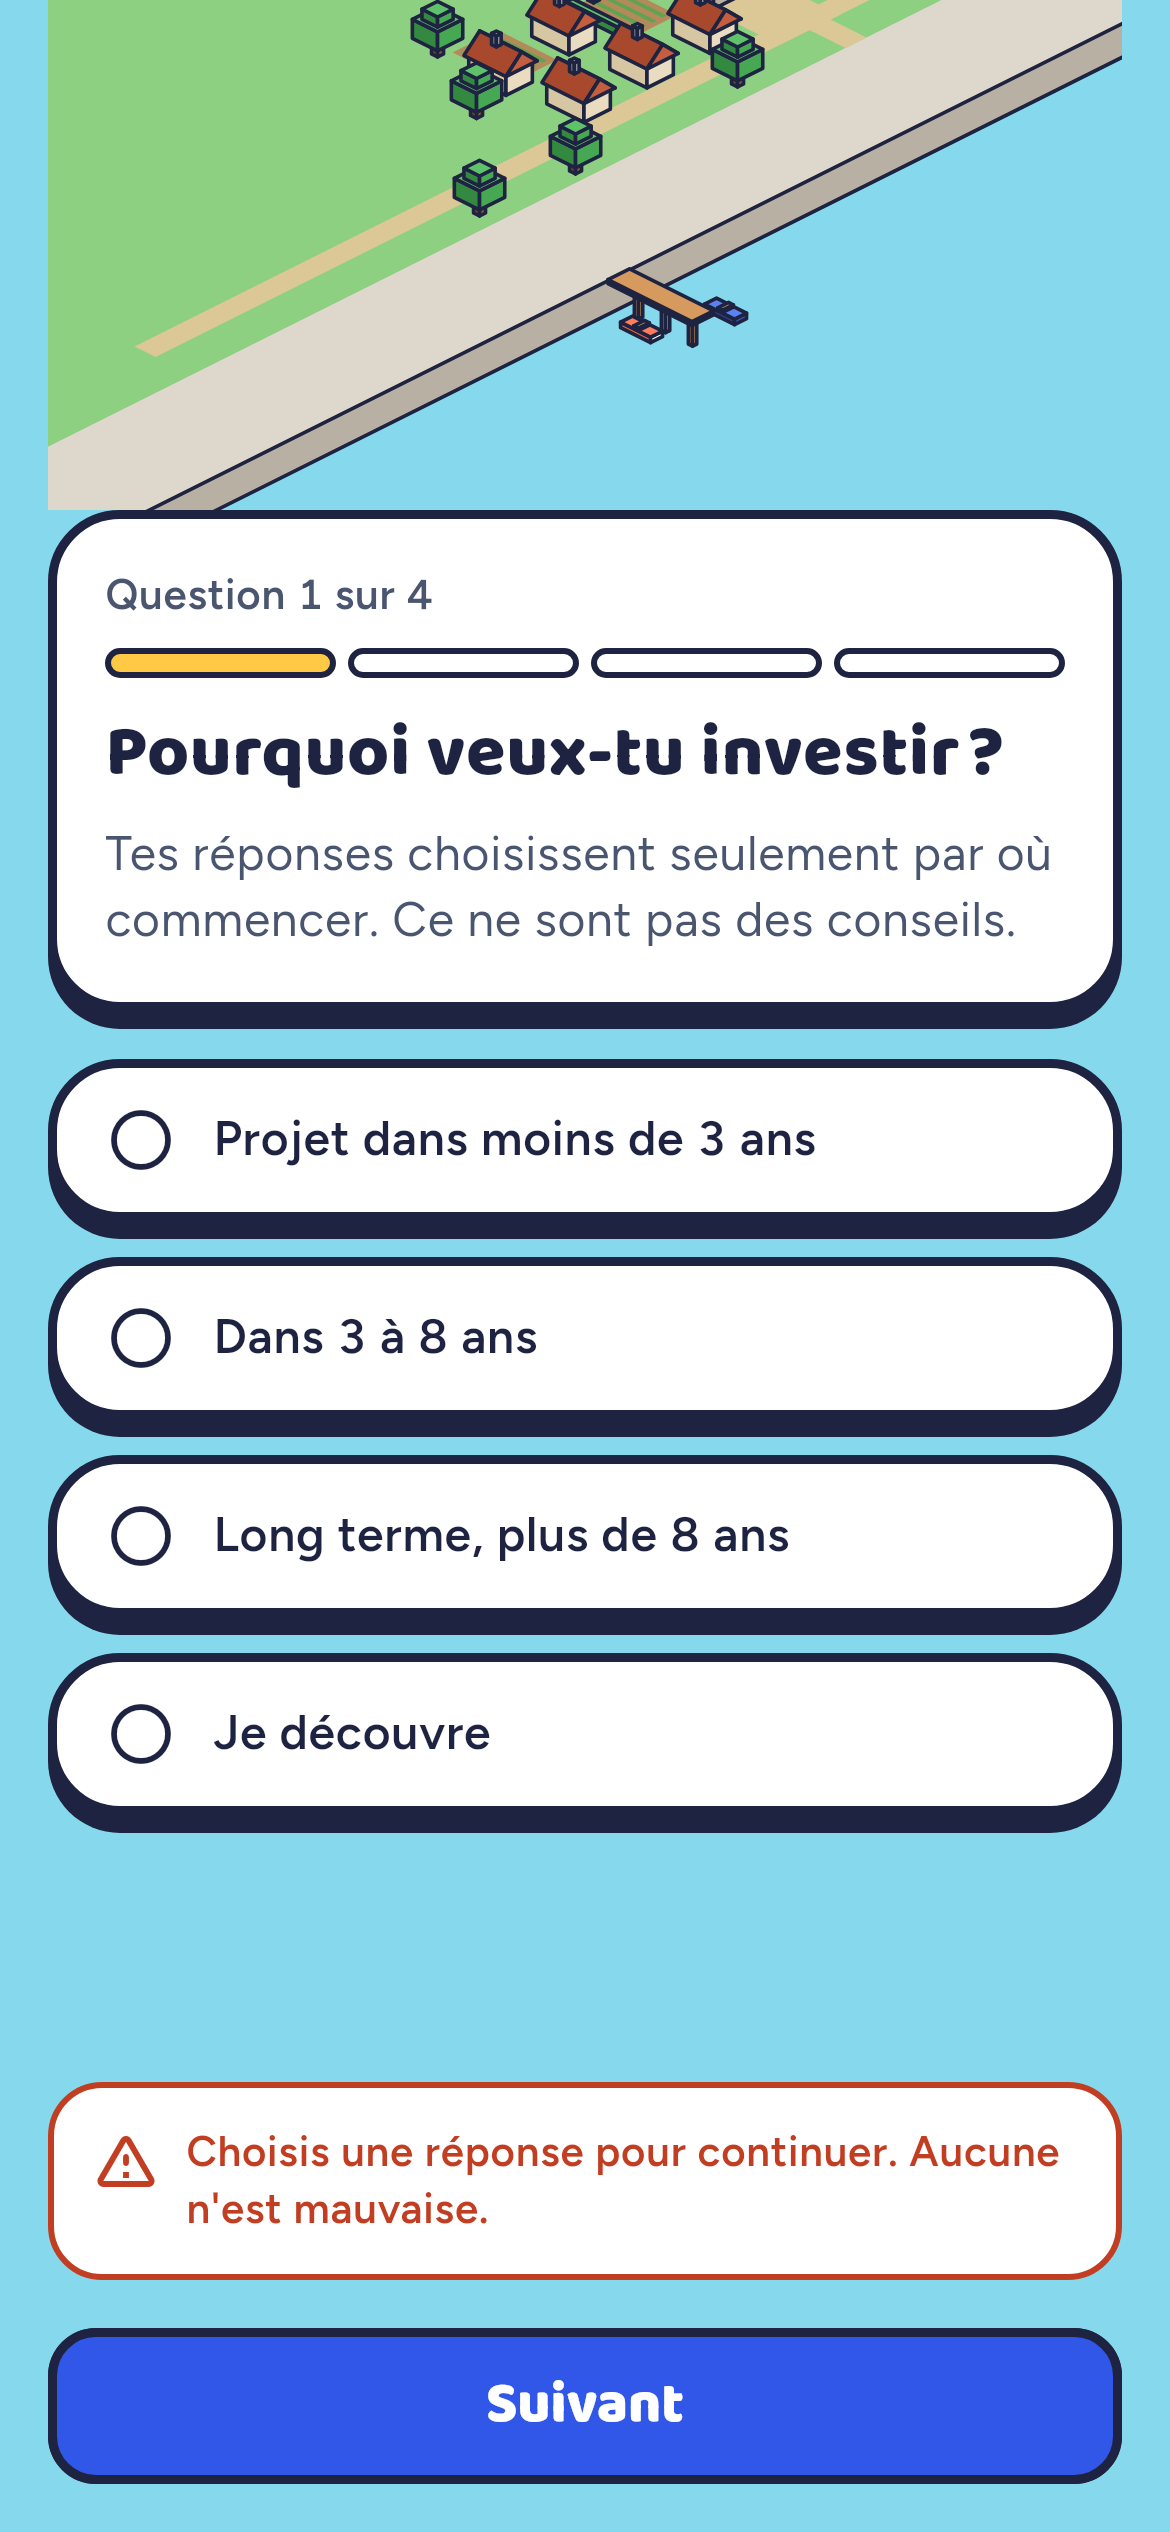 Question 1 sur 4
Pourquoi veux-tu investir ?
Tes réponses choisissent seulement par où
commencer. Ce ne sont pas des conseils.
Projet dans moins de 3 ans
Dans 3 à 8 ans
Long terme, plus de 8 ans
Je découvre
Choisis une réponse pour continuer. Aucune
n'est mauvaise.
Suivant